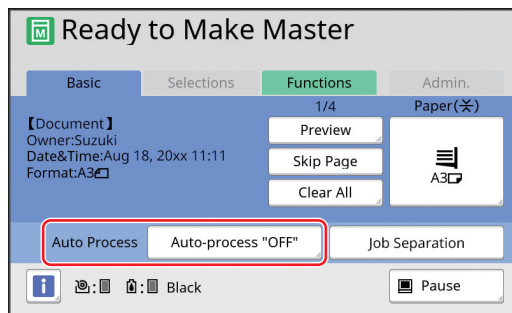 Ready to Make Master
Basic
Selections
Functions
Admin.
1/4
Paper(⚹)
【Document】
Owner:Suzuki
Date&Time:Aug 18, 20xx 11:11
Format:A3
Preview
Skip Page
Clear All
A3
Auto Process
Auto-process "OFF"
Job Separation
i
Black
Pause